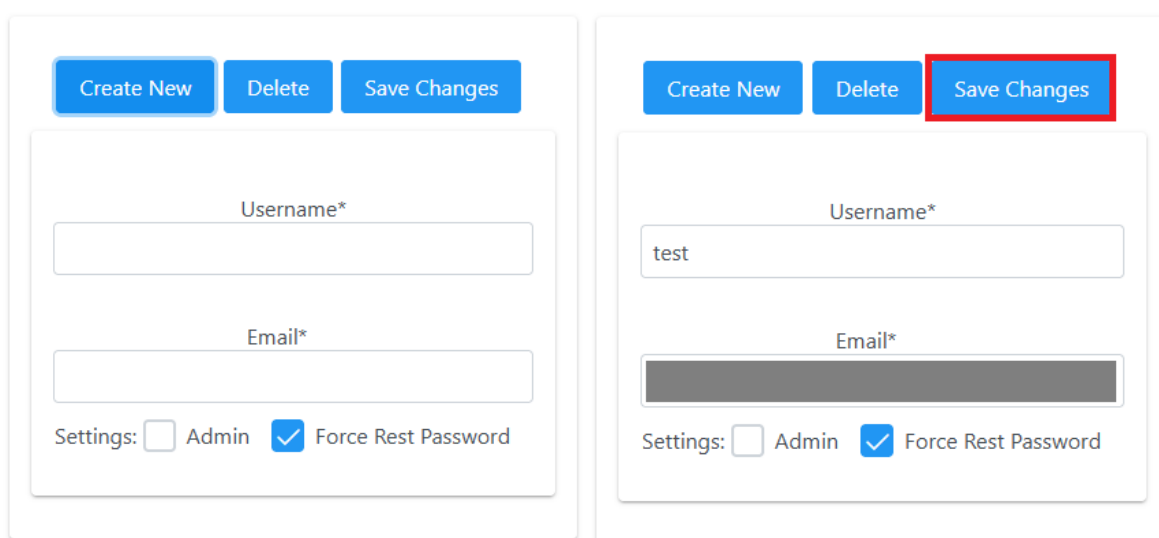 Create New Delete Save Changes
Username*
Email*
Settings: Admin Force Rest Password
Create New Delete Save Changes
Username*
test
Email*
Settings: Admin Force Rest Password